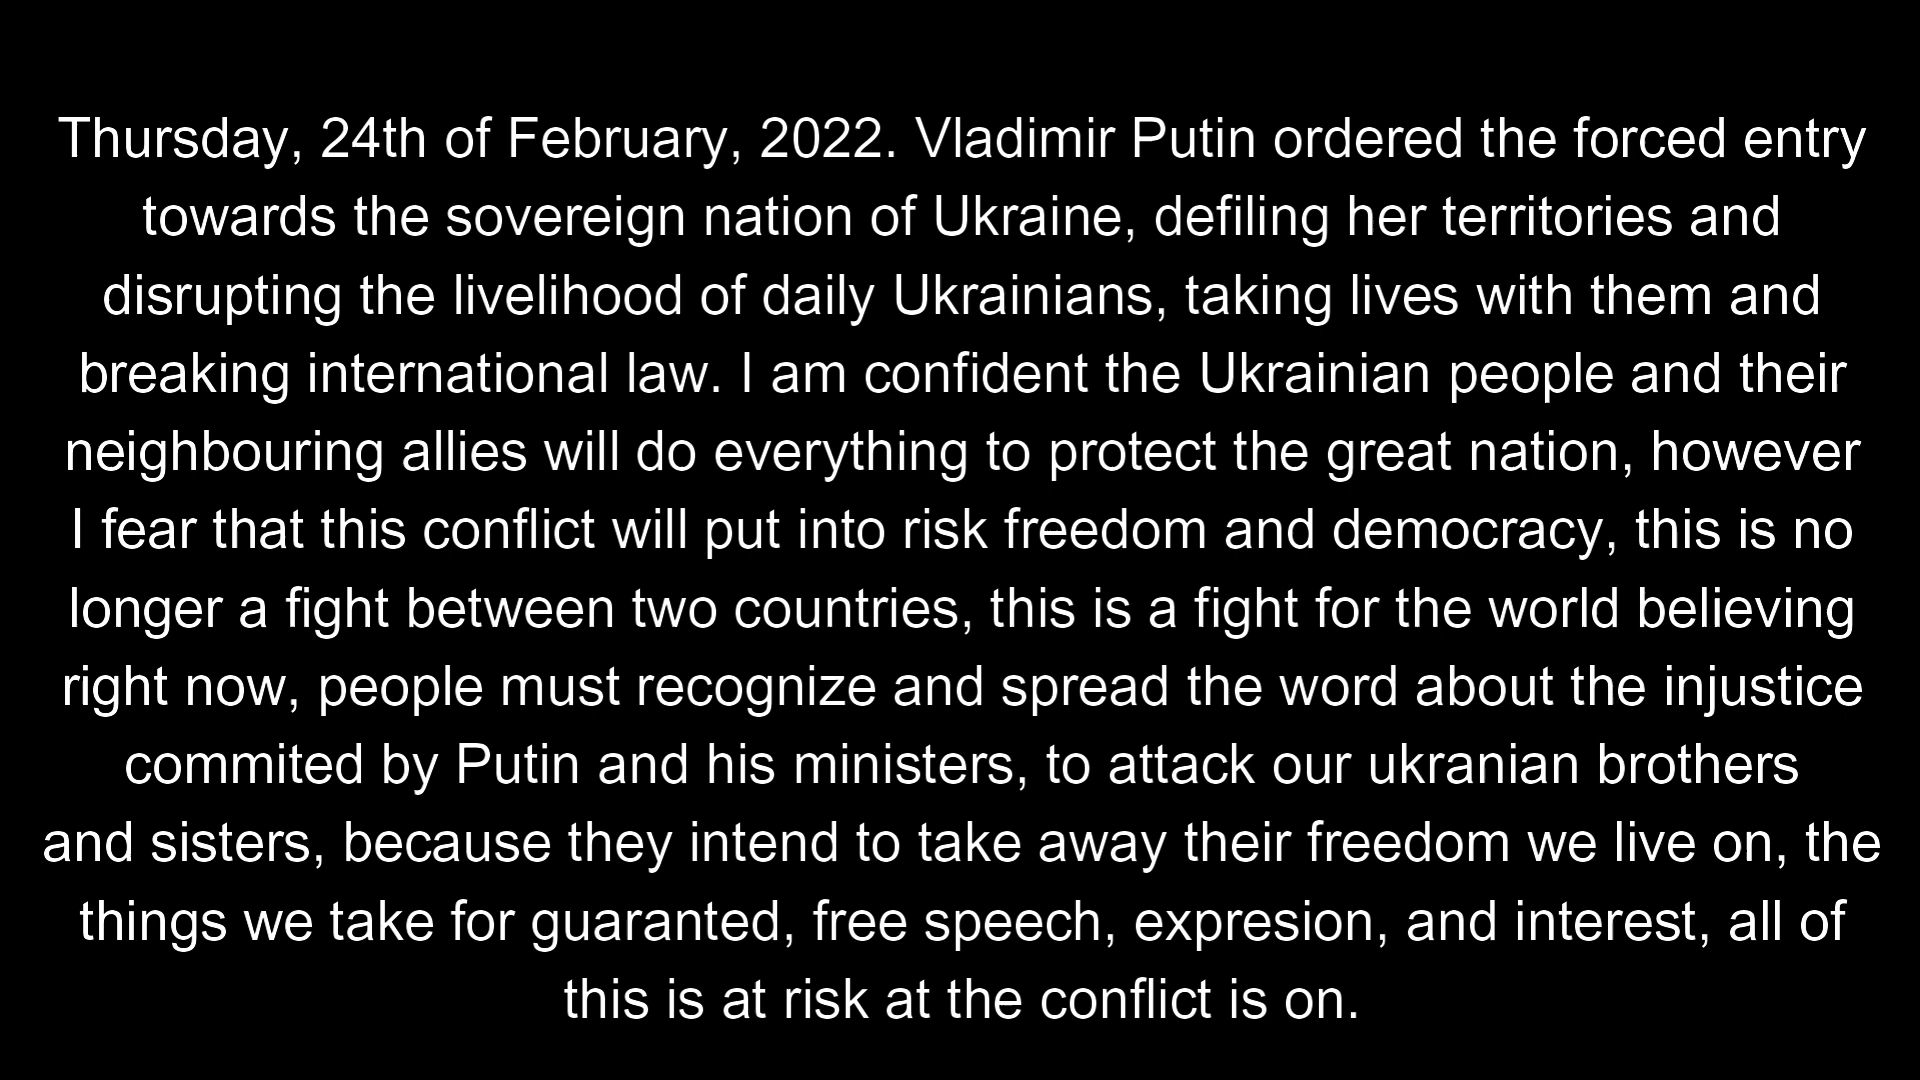 Thursday, 24th of February, 2022. Vladimir Putin ordered the forced entry
towards the sovereign nation of Ukraine, defiling her territories and
disrupting the livelihood of daily Ukrainians, taking lives with them and
breaking international law. I am confident the Ukrainian people and their
neighbouring allies will do everything to protect the great nation, however
I fear that this conflict will put into risk freedom and democracy, this is no
longer a fight between two countries, this is a fight for the world believing
right now, people must recognize and spread the word about the injustice
commited by Putin and his ministers, to attack our ukranian brothers
and sisters, because they intend to take away their freedom we live on, the
things we take for guaranted, free speech, expresion, and interest, all of
this is at risk at the conflict is on.